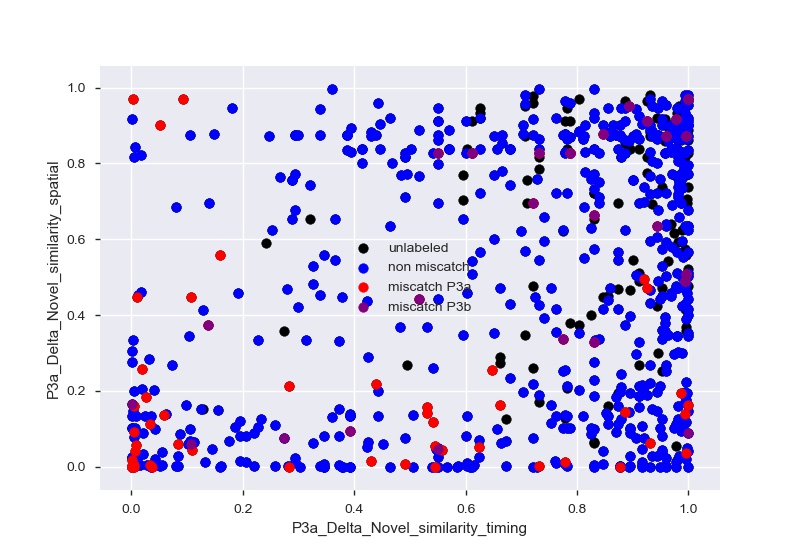 1.0
0.8
0.6
0.4
0.2
0.0
P3a_Delta_Novel_similarity_spatial
unlabeled
non miscatch
miscatch P3a
miscatch P3b
0.0 0.2 0.4 0.6 0.8 1.0
P3a_Delta_Novel_similarity_timing